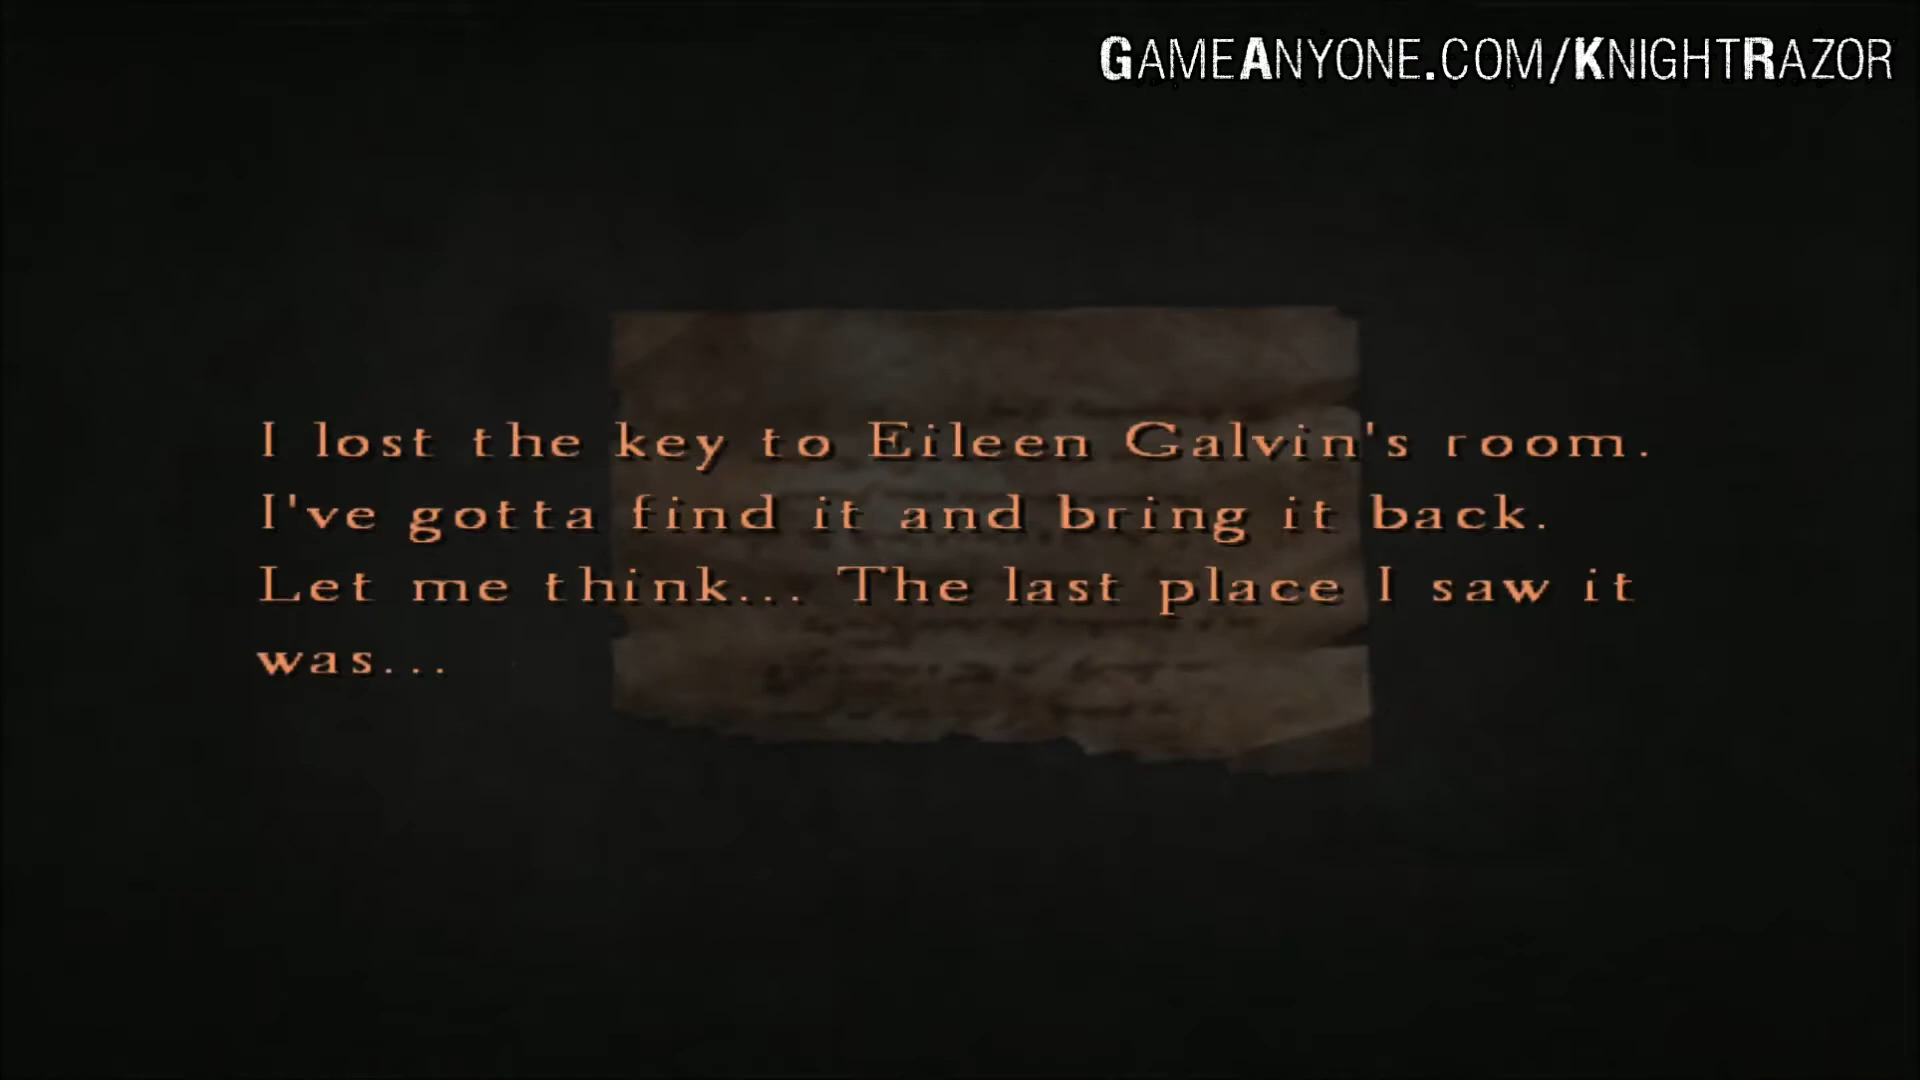 GAMEANYONE.COM/KNIGHTRAZOR
I lost the key to Eileen Galvin's room.
I've gotta find it and bring it back.
Let me think... The last place I saw it
was...